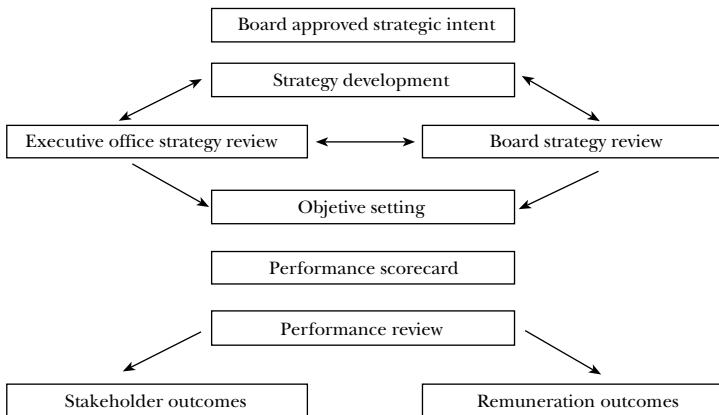 Board approved strategic intent
Strategy development
Executive office strategy review
Board strategy review
Objetive setting
Performance scorecard
Performance review
Stakeholder outcomes
Remuneration outcomes